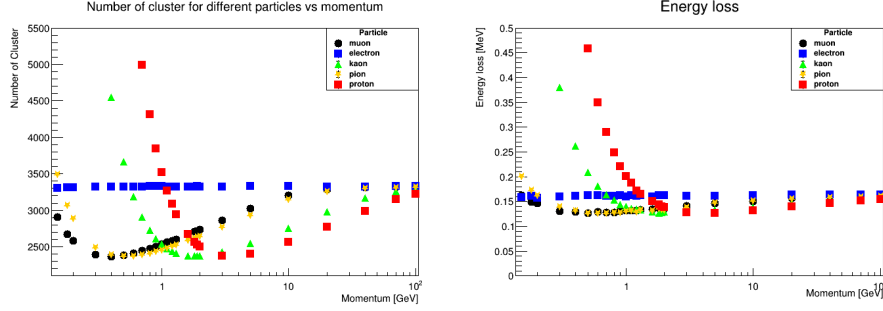 Number of cluster for different particles vs momentum
Number of Cluster
5500
5000
4500
4000
3500
3000
2500
1
10
10²
Momentum [GeV]
Particle
muon
electron
kaon
pion
proton
Energy loss
Energy loss [MeV]
0.5
0.45
0.4
0.35
0.3
0.25
0.2
0.15
0.1
0.05
0
1
10
10
Momentum [GeV]
Particle
muon
electron
kaon
pion
proton